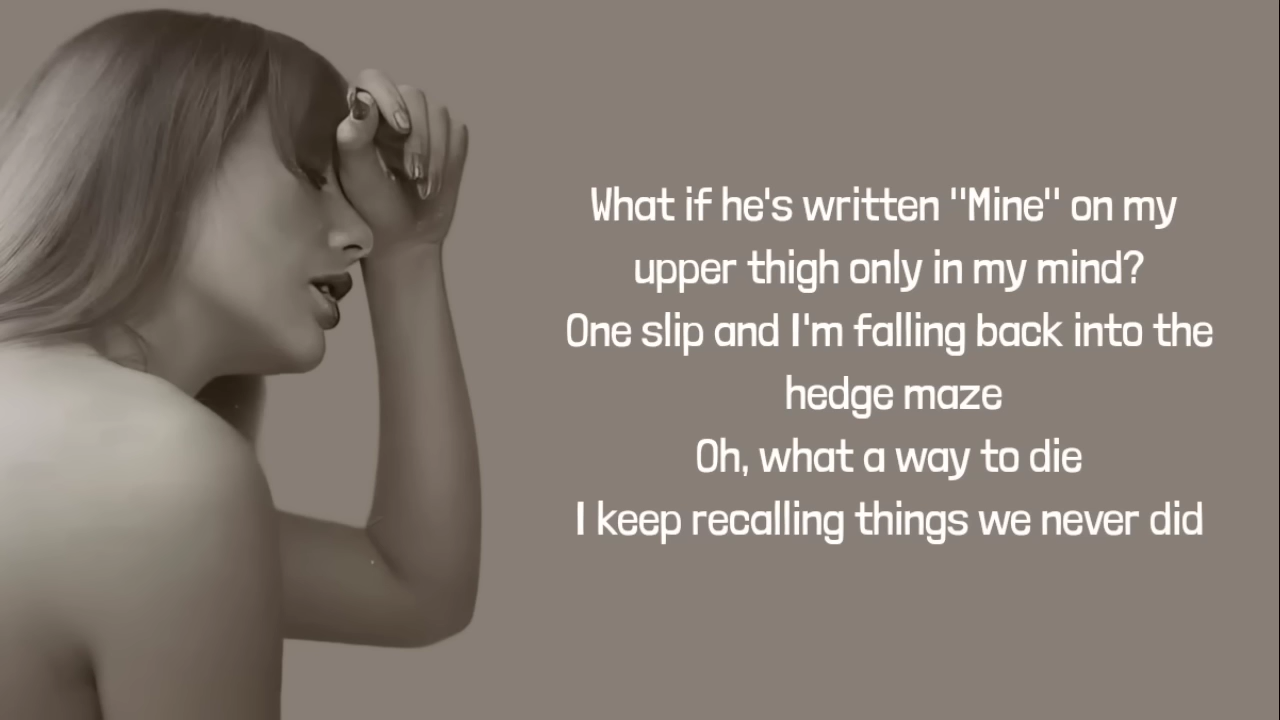 What if he's written "Mine" on my
upper thigh only in my mind?
One slip and I'm falling back into the
hedge maze
Oh, what a way to die
I keep recalling things we never did